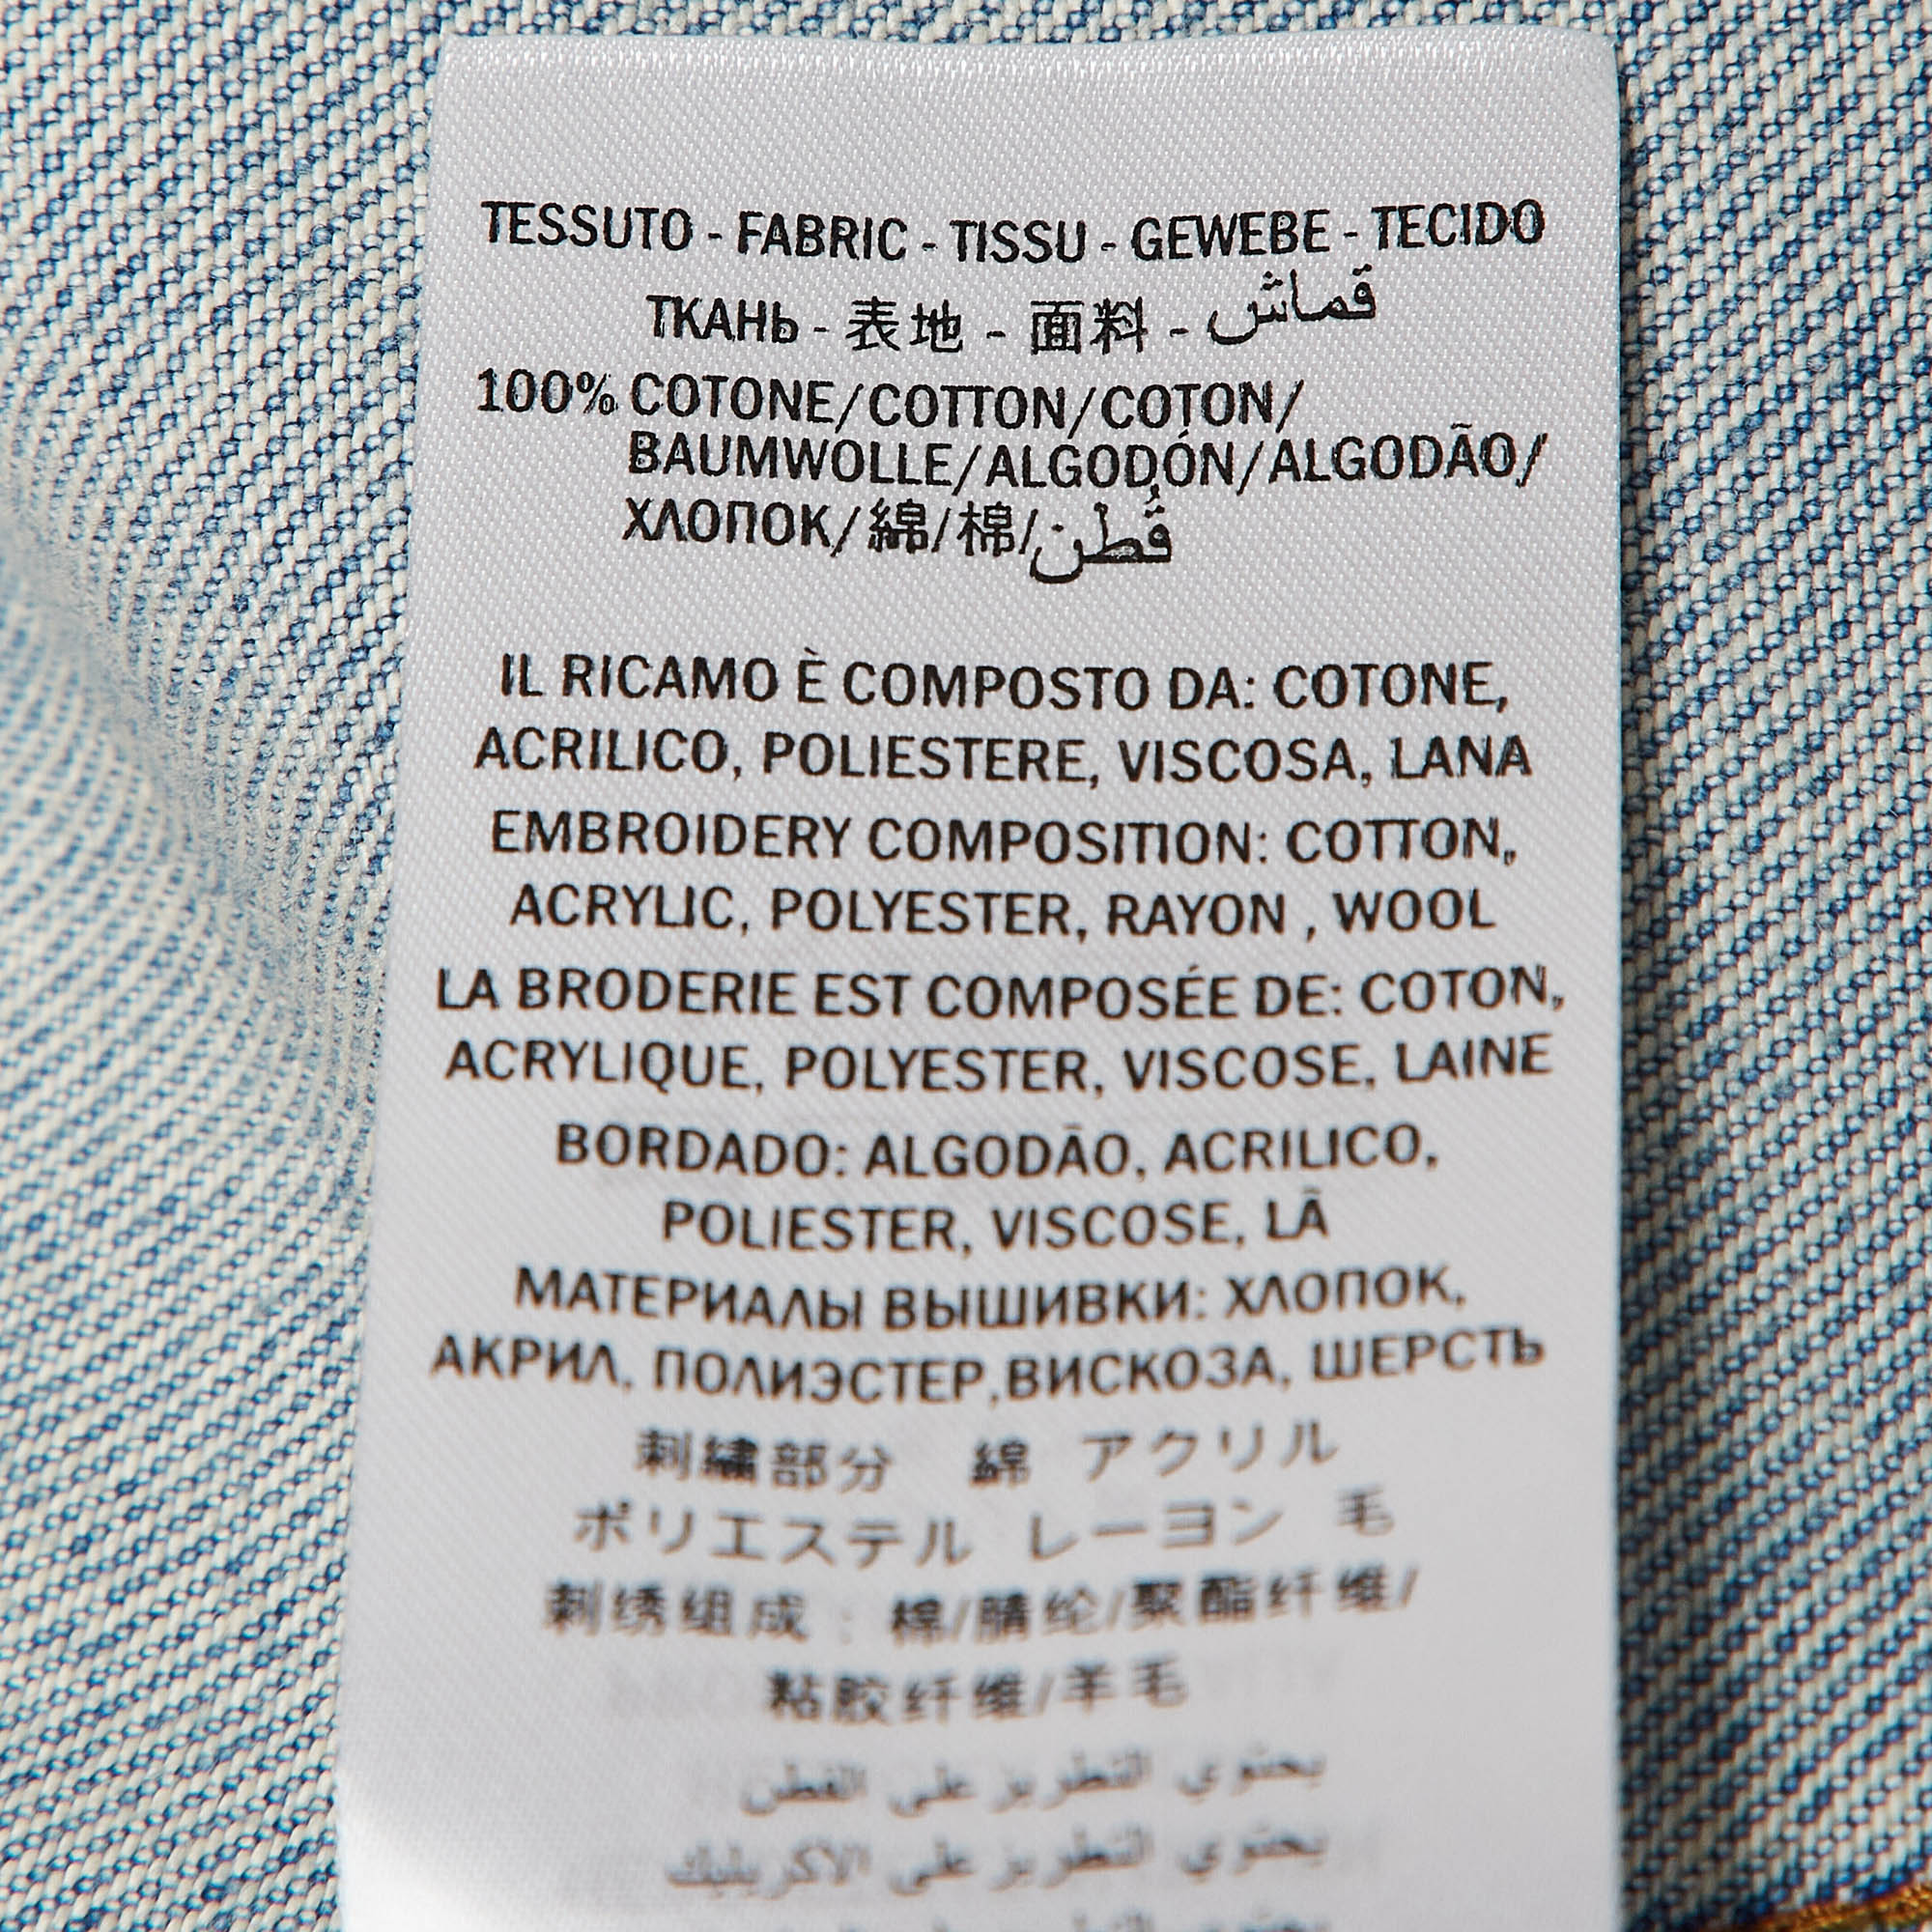 TESSUTO - FABRIC - TISSU - GEWEBE - TECIDO
ТКАНЬ - 表地 - 面料 - قماش
100% COTONE/COTTON/COTON/
BAUMWOLLE/ALGODÓN/ALGODÃO/
ХЛОПОК/綿/棉/قُطن
IL RICAMO È COMPOSTO DA: COTONE,
ACRILICO, POLIESTERE, VISCOSA, LANA
EMBROIDERY COMPOSITION: COTTON,
ACRYLIC, POLYESTER, RAYON , WOOL
LA BRODERIE EST COMPOSÉE DE: COTON,
ACRYLIQUE, POLYESTER, VISCOSE, LAINE
BORDADO: ALGODÃO, ACRILICO,
POLIESTER, VISCOSE, LÃ
МАТЕРИАЛЫ ВЫШИВКИ: ХЛОПОК,
АКРИЛ, ПОЛИЭСТЕР,ВИСКОЗА, ШЕРСТЬ
刺繍部分 綿 アクリル
ポリエステル レーヨン 毛
刺绣组成：棉/腈纶/聚酯纤维/
粘胶纤维/羊毛
يحتوي التطريز على القطن
يحتوي التطريز على الاكريليك